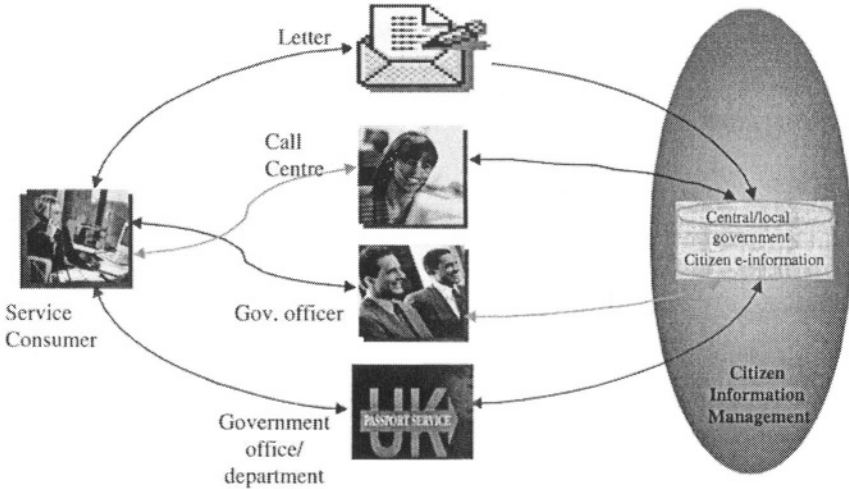 Letter
Call
Centre
Service
Consumer
Gov. officer
Government
office/
department
UK
PASSPORT SERVICE
Central/local
government
Citizen e-information
Citizen
Information
Management